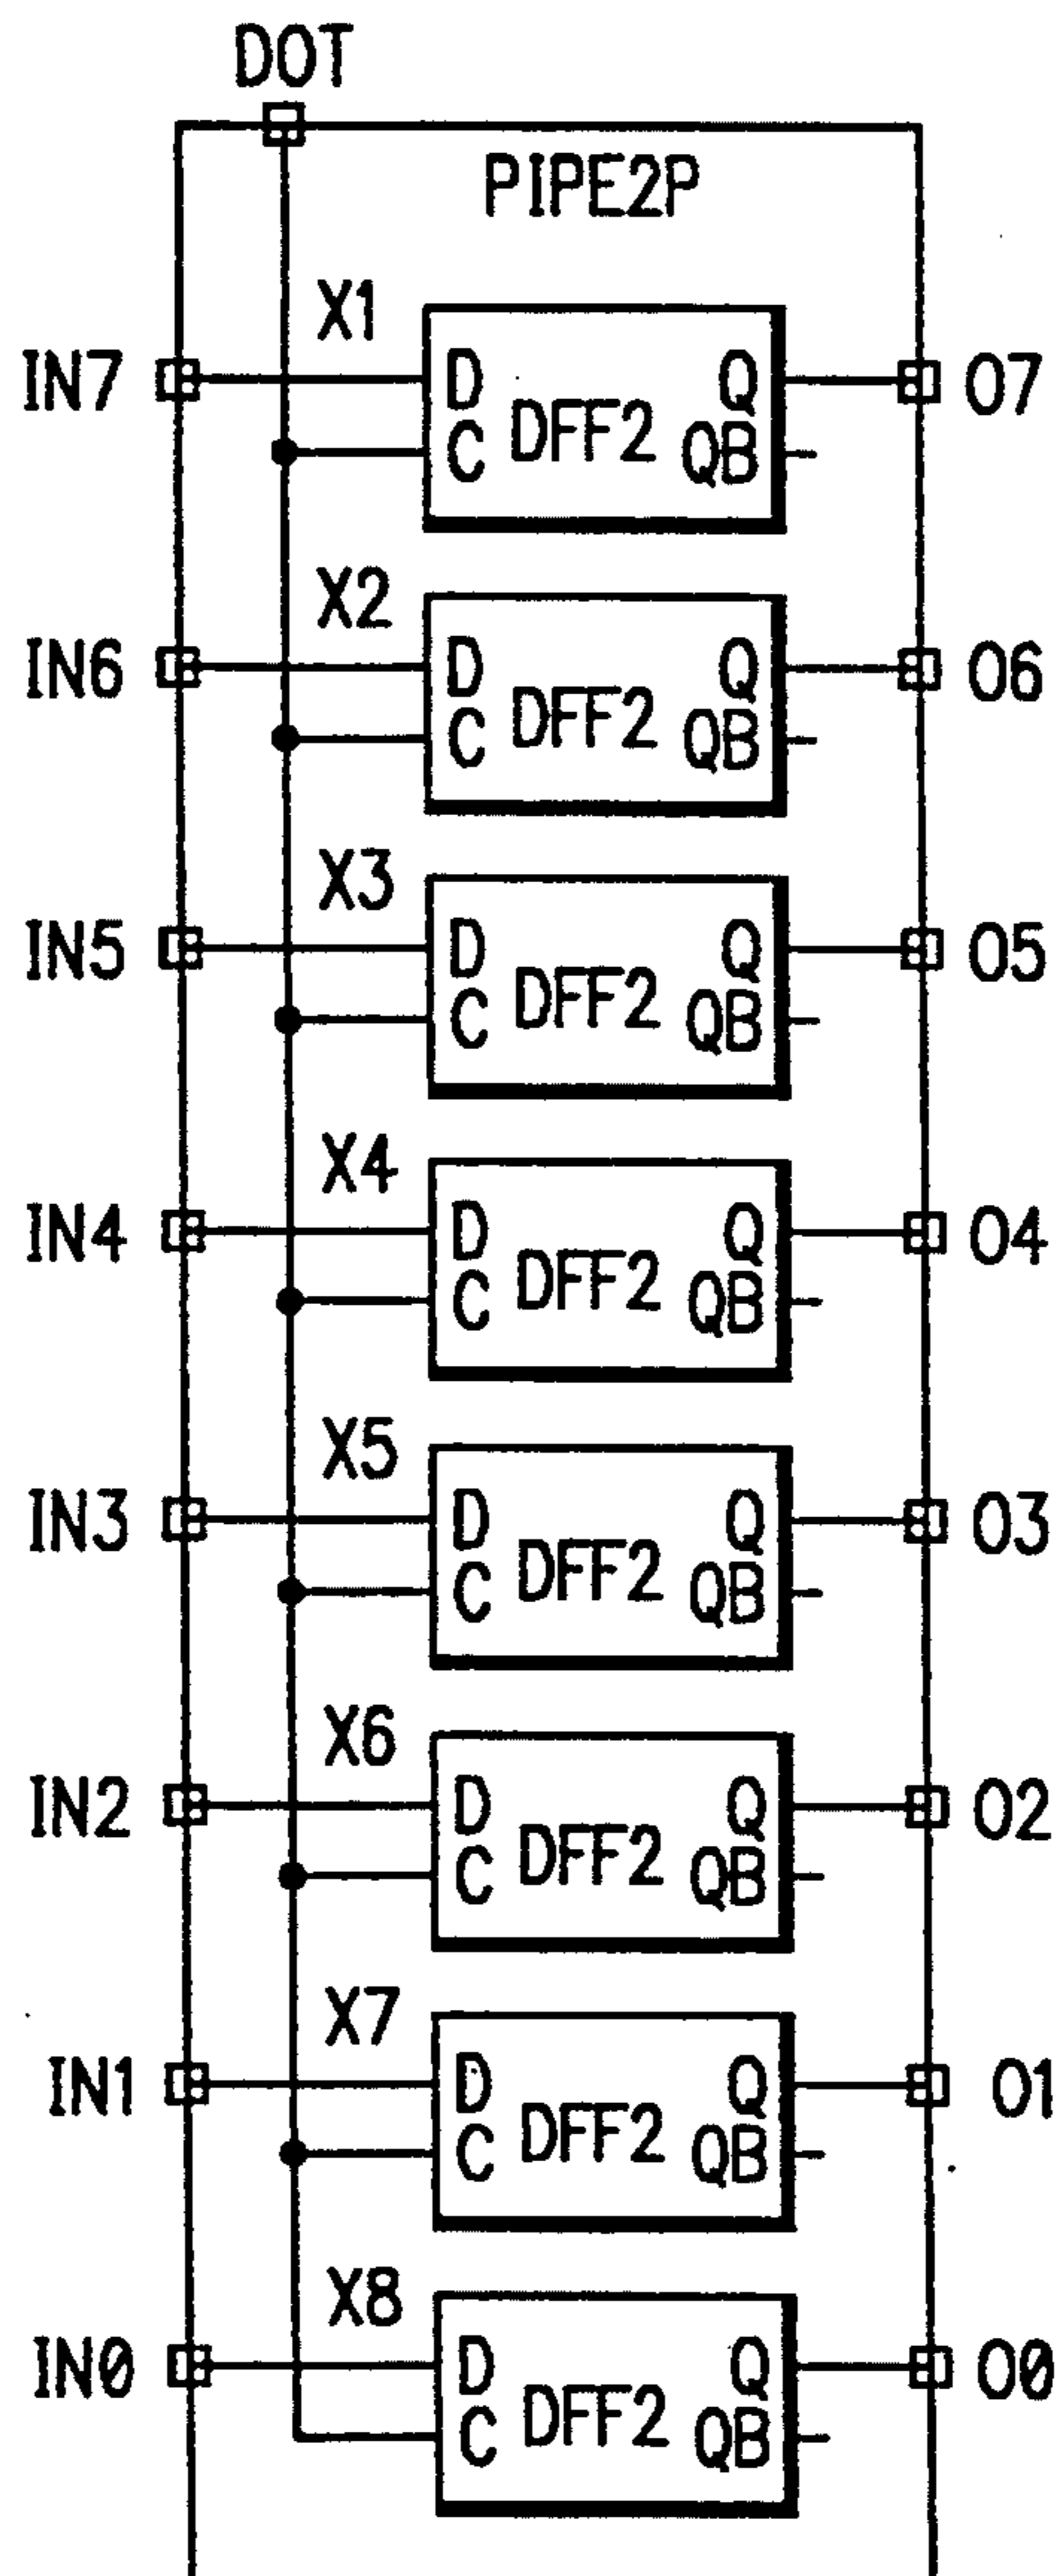 DOT
PIPE2P
X1
IN7 D Q O7
C DFF2 QB
X2
IN6 D Q O6
C DFF2 QB
X3
IN5 D Q O5
C DFF2 QB
X4
IN4 D Q O4
C DFF2 QB
X5
IN3 D Q O3
C DFF2 QB
X6
IN2 D Q O2
C DFF2 QB
X7
IN1 D Q O1
C DFF2 QB
X8
IN0 D Q O0
C DFF2 QB